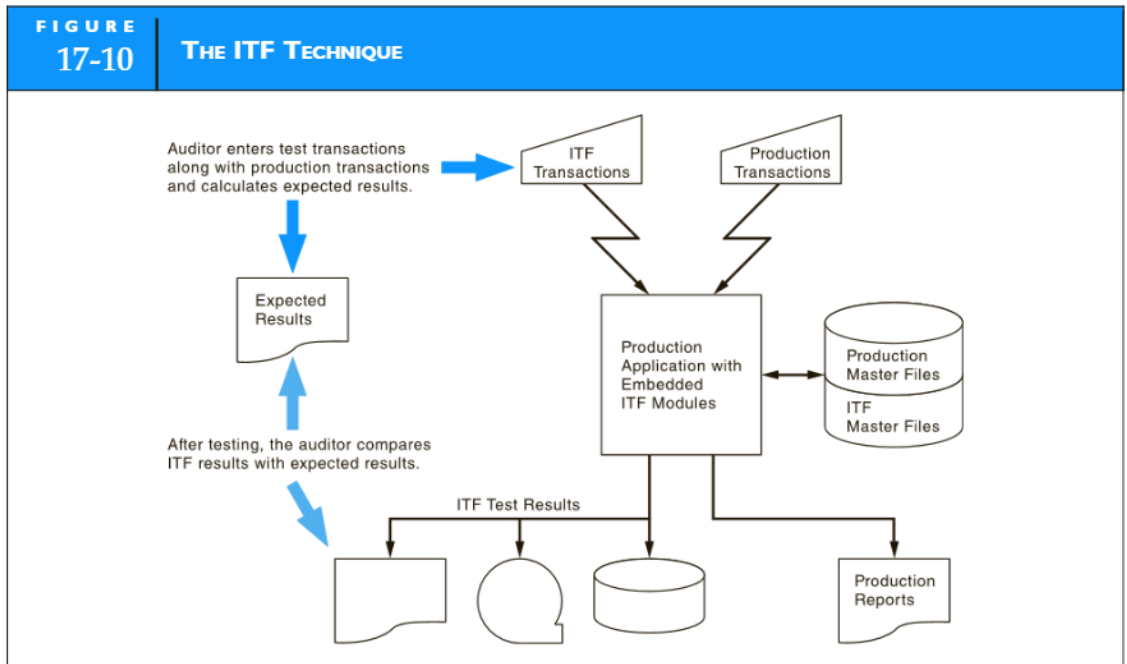 FIGURE
17-10
THE ITF TECHNIQUE
Auditor enters test transactions
along with production transactions
and calculates expected results.
ITF
Transactions
Production
Transactions
Expected
Results
Production
Application with
Embedded
ITF Modules
Production
Master Files
ITF
Master Files
After testing, the auditor compares
ITF results with expected results.
ITF Test Results
Production
Reports